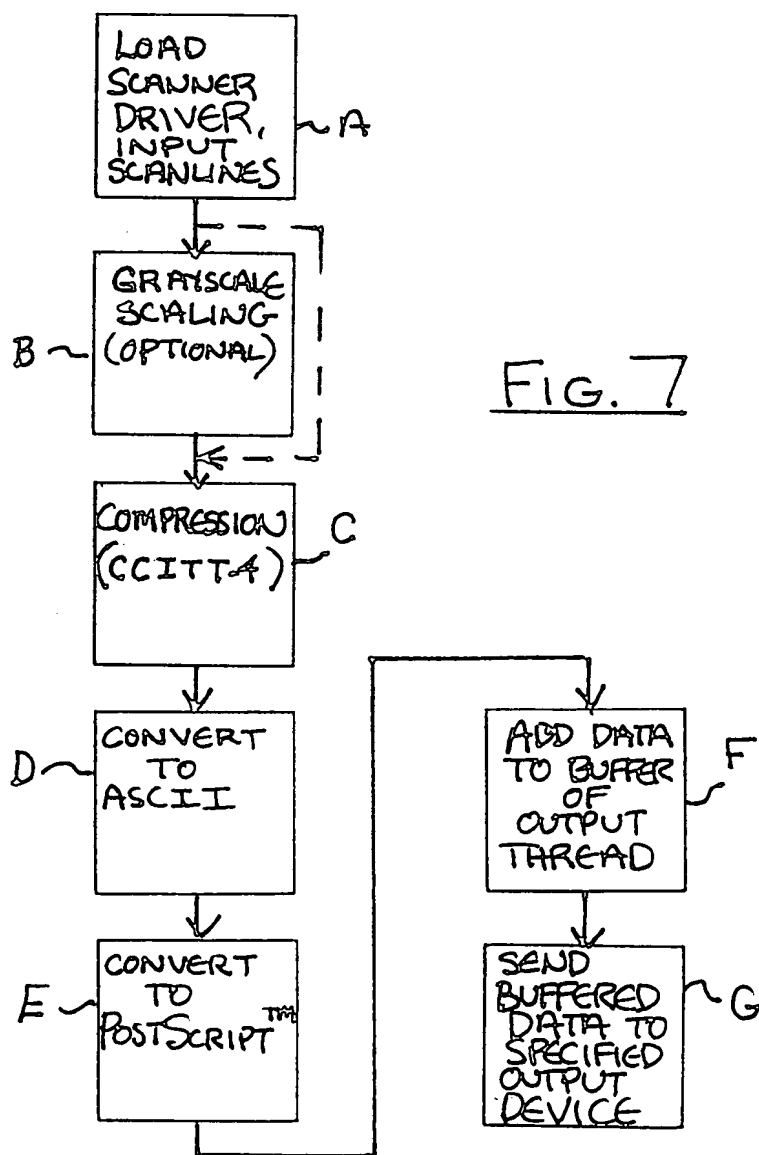 LOAD
SCANNER
DRIVER,
INPUT
SCANLINES
A
GRAYSCALE
SCALING
(OPTIONAL)
B
FIG. 7
COMPRESSION
(CCITT4)
C
CONVERT
TO
ASCII
D
CONVERT
TO
POSTSCRIPT™
E
ADD DATA
TO BUFFER
OF
OUTPUT
THREAD
F
SEND
BUFFERED
DATA TO
SPECIFIED
OUTPUT
DEVICE
G